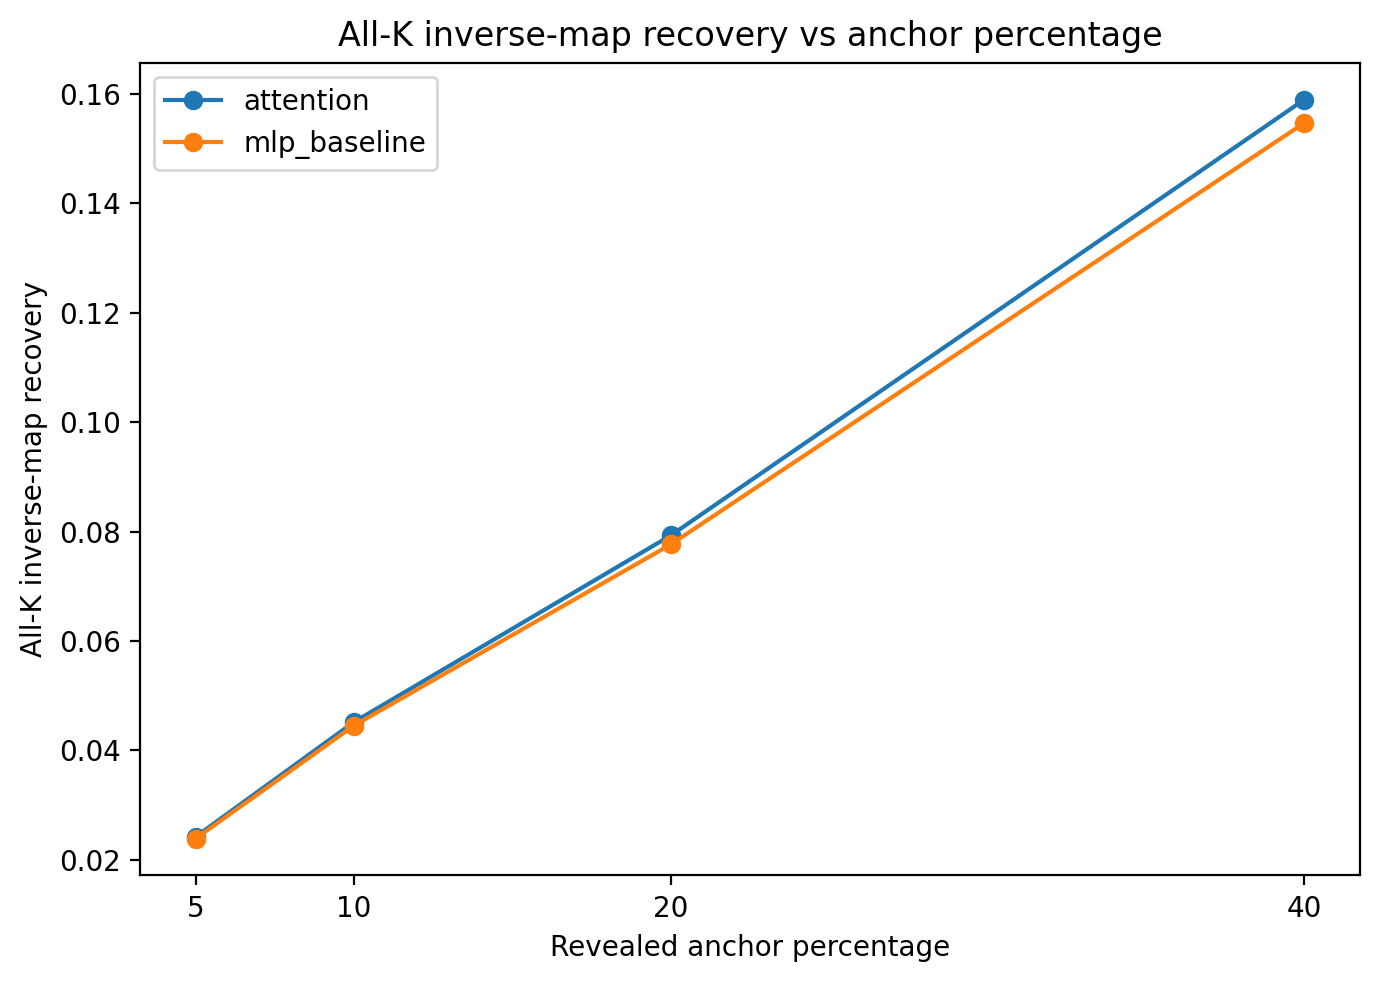 All-K inverse-map recovery vs anchor percentage
attention
mlp_baseline
All-K inverse-map recovery
0.16
0.14
0.12
0.10
0.08
0.06
0.04
0.02
5 10 20 40
Revealed anchor percentage